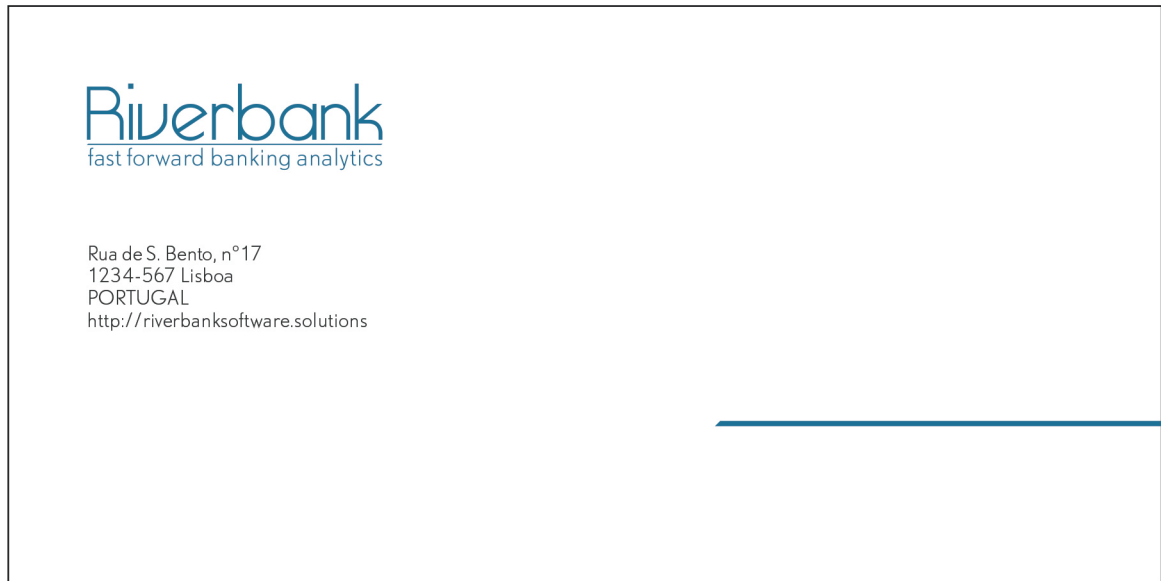 Riverbank
fast forward banking analytics
Rua de S. Bento, nº17
1234-567 Lisboa
PORTUGAL
http://riverbanksoftware.solutions